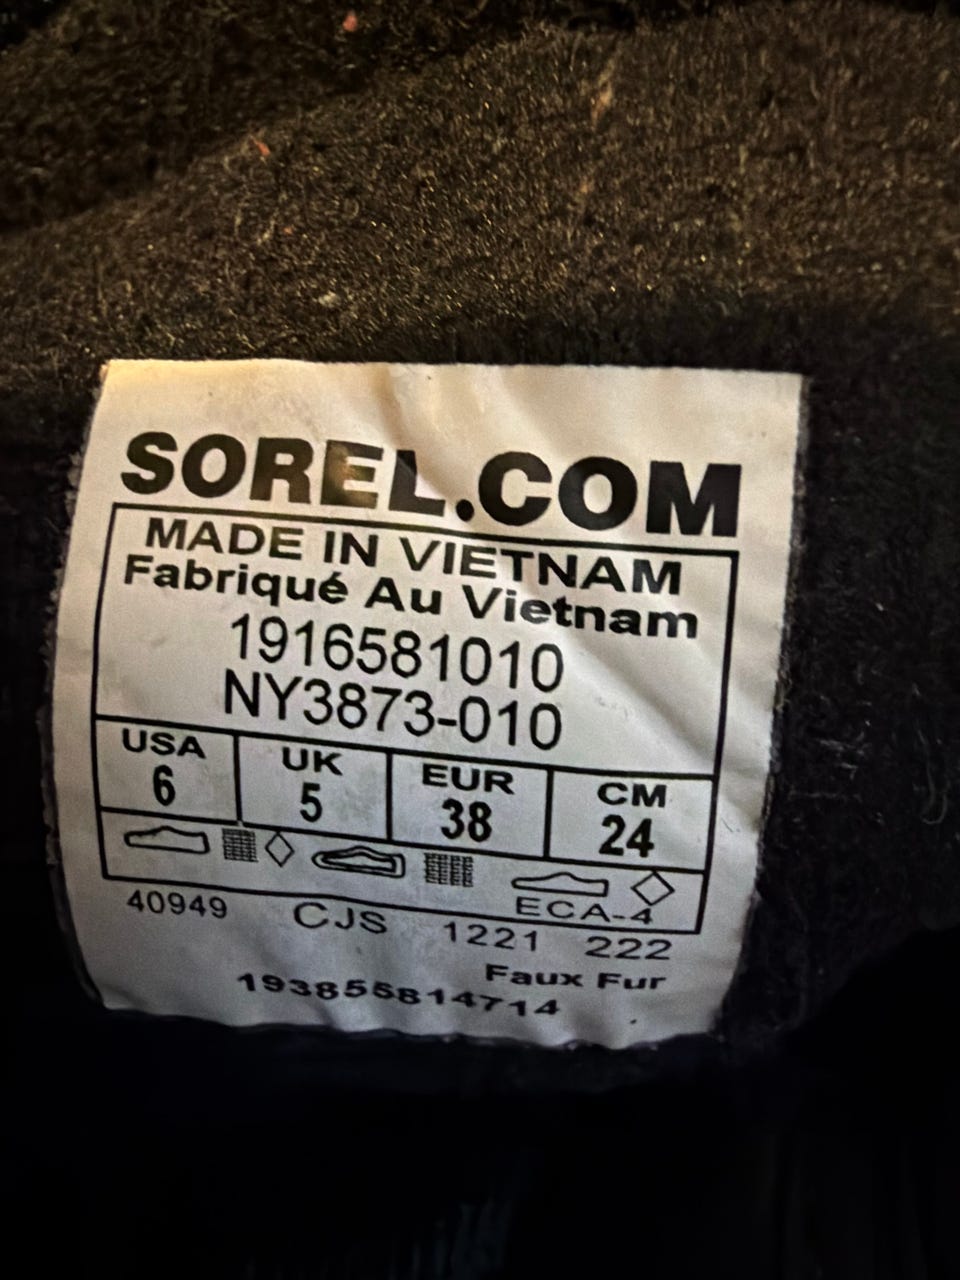 SOREL.COM
MADE IN VIETNAM
Fabriqué Au Vietnam
1916581010
NY3873-010
USA UK EUR CM
6 5 38 24
ECA-4
40949 CJS 1221 222
Faux Fur
193855814714